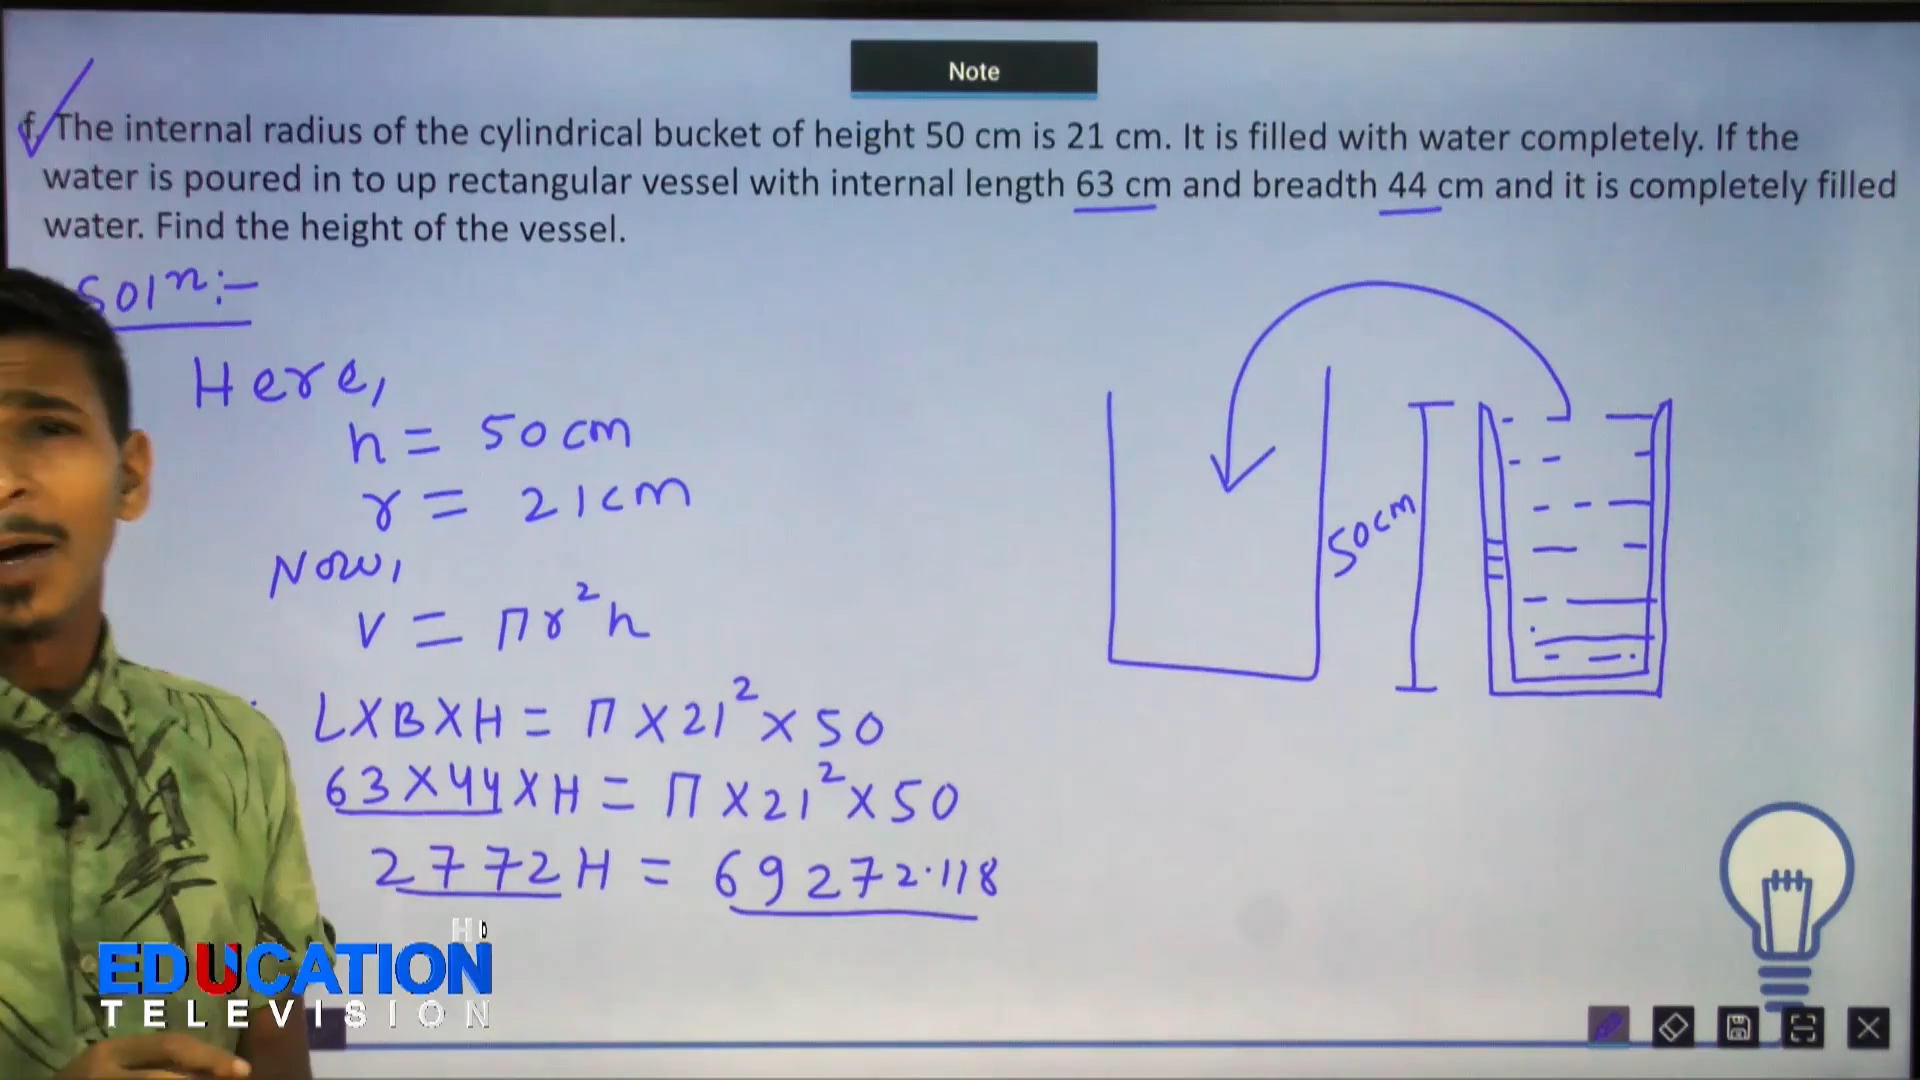 Note
f. The internal radius of the cylindrical bucket of height 50 cm is 21 cm. It is filled with water completely. If the
water is poured in to up rectangular vessel with internal length 63 cm and breadth 44 cm and it is completely filled
water. Find the height of the vessel.
Solⁿ:-
Here,
h = 50cm
r = 21cm
Now,
V = πr²h
L×B×H = π×21²×50
63×44×H = π×21²×50
2772H = 69272.118
50cm
HD
EDUCATION
TELEVISION